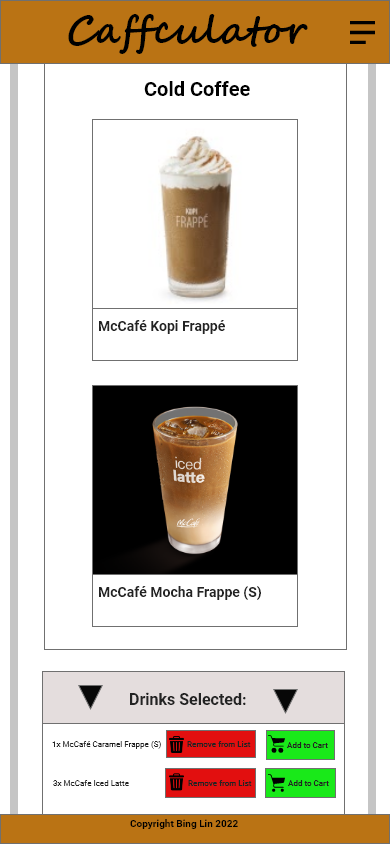 Caffculator
Cold Coffee
KOPI
FRAPPÉ
McCafé Kopi Frappé
iced
latte
McCafé
McCafé Mocha Frappe (S)
Drinks Selected:
1x McCafé Caramel Frappe (S) Remove from List Add to Cart
3x McCafe Iced Latte Remove from List Add to Cart
Copyright Bing Lin 2022